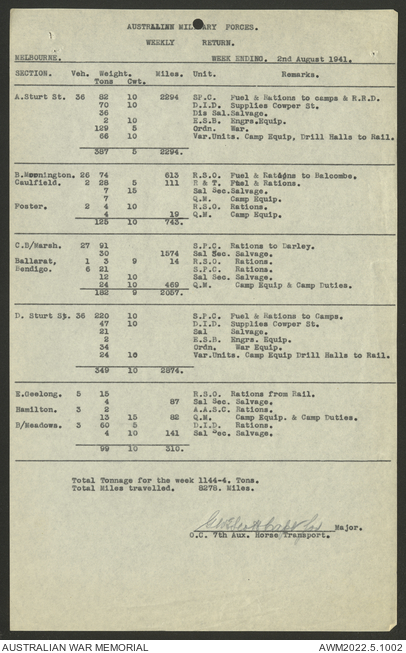 AUSTRALIAN MILITARY FORCES.
WEEKLY RETURN.
MELBOURNE. WEEK ENDING. 2nd August 1941.
SECTION. Veh. Weight. Miles. Unit. Remarks.
Tons Cwt.
A.Sturt St. 36 82 10 2294 SP.C. Fuel & Rations to camps & R.R.D.
70 10 D.I.D. Supplies Cowper St.
36 Dis Sal.Salvage.
2 10 E.S.B. Engrs.Equip.
129 5 Ordn. War.
66 10 Var.Units. Camp Equip, Drill Halls to Rail.
387 5 2294.
B.Mornington. 26 74 613 R.S.O. Fuel & Rations to Balcombe.
Caulfield. 2 28 5 111 E & T. Fuel & Rations.
7 15 Sal Sec.Salvage.
7 Q.M. Camp Equip.
Foster. 2 4 10 R.S.O. Rations.
4 19 Q.M. Camp Equip.
125 10 743.
C.B/Marsh. 27 91 S.P.C. Rations to Darley.
30 1574 Sal Sec. Salvage.
Ballarat, 1 3 9 14 R.S.O. Rations.
Bendigo. 6 21 S.P.C. Rations.
12 10 Sal Sec. Salvage.
24 10 469 Q.M. Camp Equip & Camp Duties.
182 9 2057.
D. Sturt St. 36 220 10 S.P.C. Fuel & Rations to Camps.
47 10 D.I.D. Supplies Cowper St.
21 Sal Salvage.
2 E.S.B. Engrs. Equip.
34 Ordn. War Equip.
24 10 Var.Units. Camp Equip Drill Halls to Rail.
349 10 2874.
E.Geelong. 5 15 R.S.O. Rations from Rail.
4 87 Sal Sec. Salvage.
Hamilton. 3 2 A.A.S.C. Rations.
13 15 82 Q.M. Camp Equip. & Camp Duties.
B/Meadows. 3 60 5 D.I.D. Rations.
4 10 141 Sal Sec. Salvage.
99 10 310.
Total Tonnage for the week 1144-4. Tons.
Total Miles travelled. 8278. Miles.
Major.
O.C. 7th Aux. Horse Transport.
AUSTRALIAN WAR MEMORIAL AWM2022.5.1002